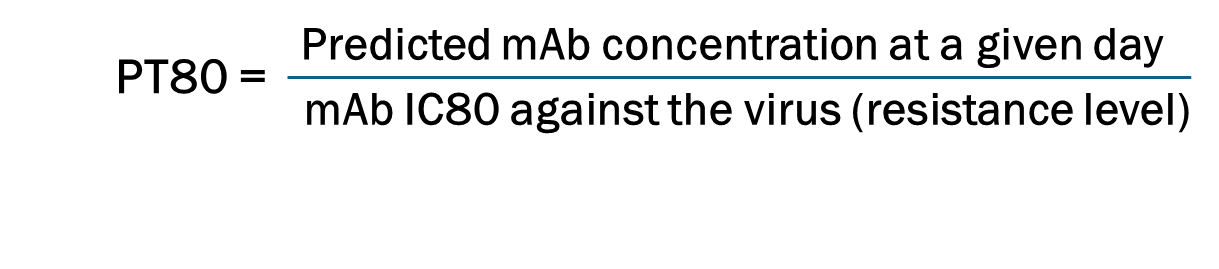 Predicted mAb concentration at a given day
PT80 =
mAb IC80 against the virus (resistance level)